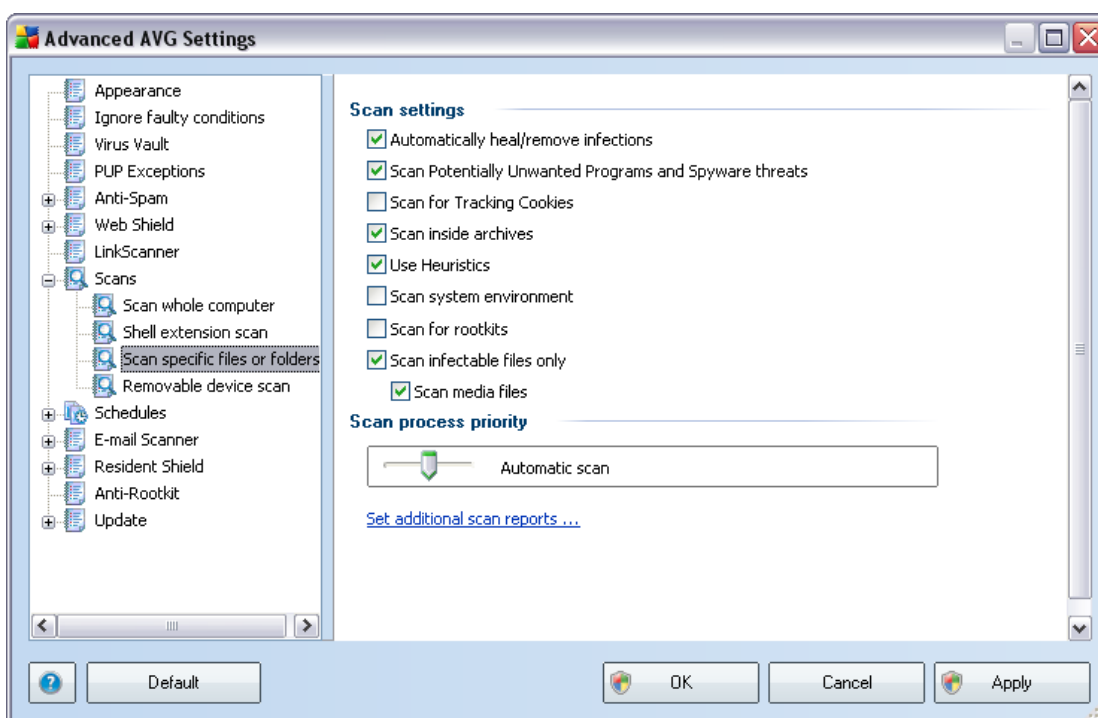 Advanced AVG Settings
Appearance
Ignore faulty conditions
Virus Vault
PUP Exceptions
Anti-Spam
Web Shield
LinkScanner
Scans
Scan whole computer
Shell extension scan
Scan specific files or folders
Removable device scan
Schedules
E-mail Scanner
Resident Shield
Anti-Rootkit
Update
Scan settings
Automatically heal/remove infections
Scan Potentially Unwanted Programs and Spyware threats
Scan for Tracking Cookies
Scan inside archives
Use Heuristics
Scan system environment
Scan for rootkits
Scan infectable files only
Scan media files
Scan process priority
Automatic scan
Set additional scan reports ...
Default
OK
Cancel
Apply